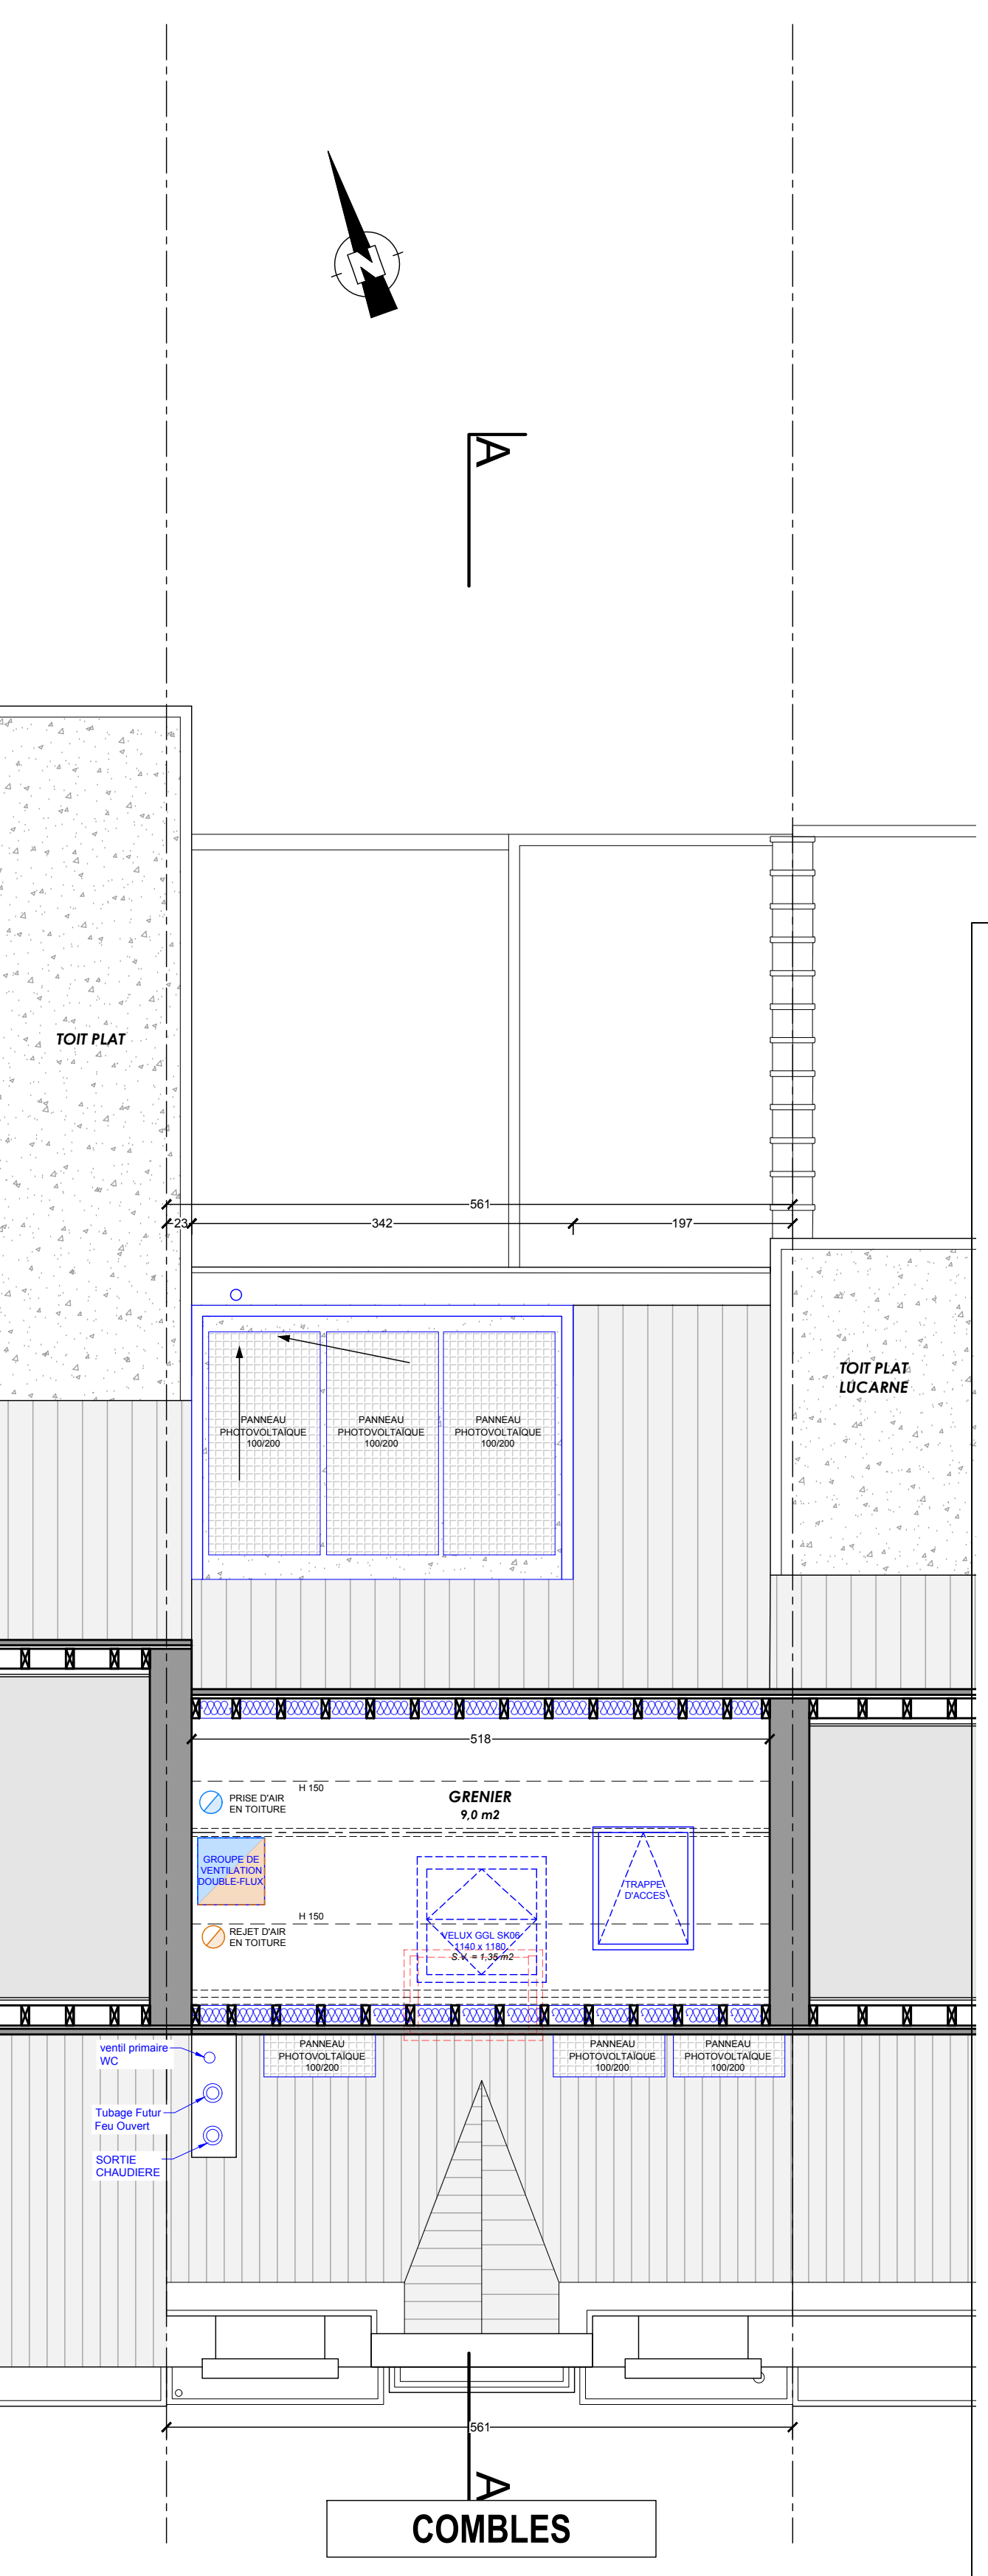 N
A
TOIT PLAT
561
23
342
197
TOIT PLAT
LUCARNE
PANNEAU
PHOTOVOLTAÏQUE
100/200
PANNEAU
PHOTOVOLTAÏQUE
100/200
PANNEAU
PHOTOVOLTAÏQUE
100/200
518
H 150
GRENIER
9,0 m2
PRISE D'AIR
EN TOITURE
GROUPE DE
VENTILATION
DOUBLE-FLUX
TRAPPE
D'ACCES
H 150
REJET D'AIR
EN TOITURE
VELUX GGL SK06
1140 x 1180
S.V. = 1,35 m2
PANNEAU
PHOTOVOLTAÏQUE
100/200
PANNEAU
PHOTOVOLTAÏQUE
100/200
PANNEAU
PHOTOVOLTAÏQUE
100/200
ventil primaire
WC
Tubage Futur
Feu Ouvert
SORTIE
CHAUDIERE
561
A
COMBLES